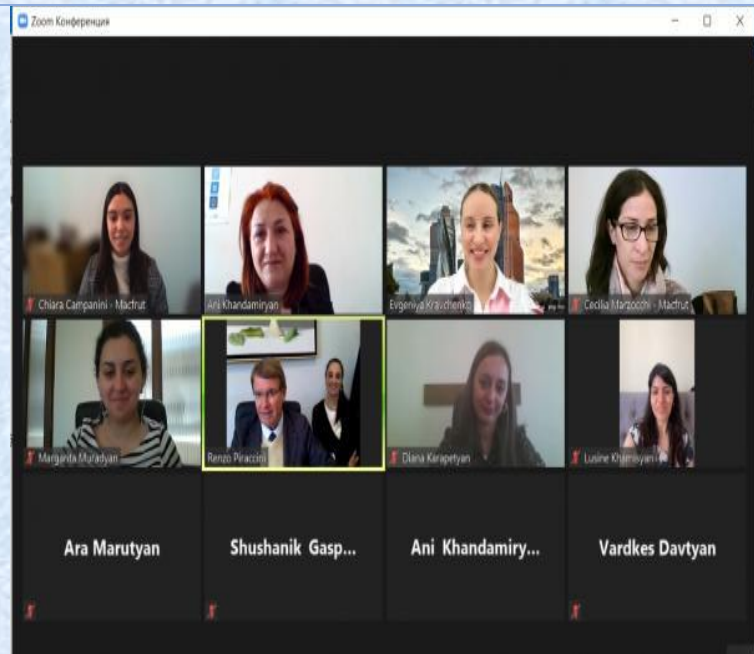 Zoom Конференция
Chiara Campanini - Macfrut
Ani Khandamiryan
Evgeniya Kravchenko
Cecilia Marzocchi - Macfrut
Margarita Muradyan
Renzo Piraccini
Diana Karapetyan
Lusine Khamisyan
Ara Marutyan
Shushanik Gasp...
Ani Khandamiry...
Vardkes Davtyan